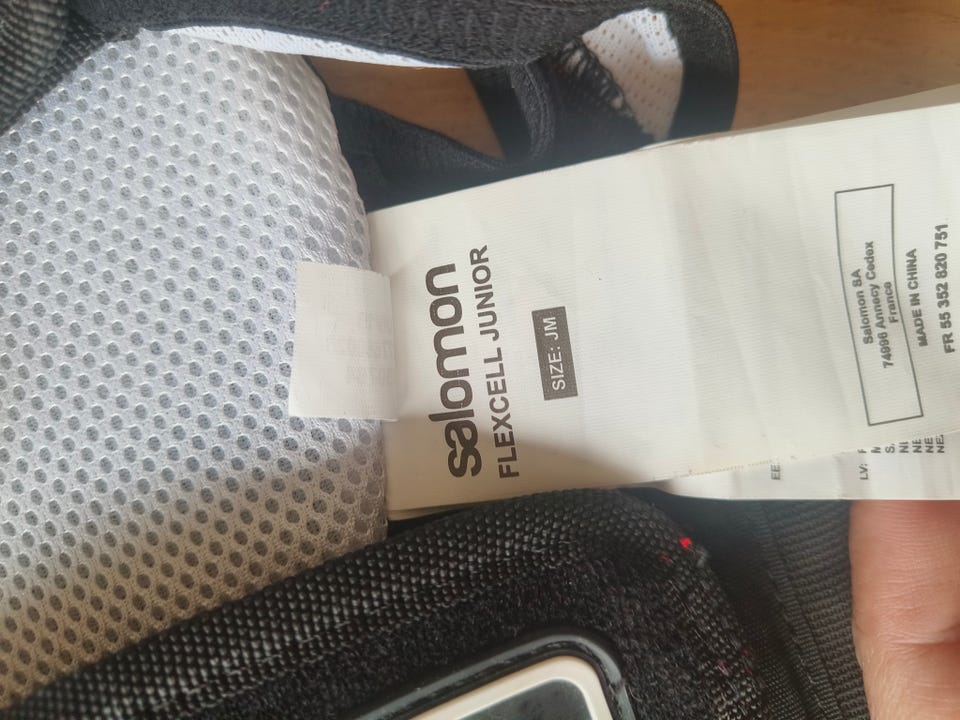 salomon
FLEXCELL JUNIOR
SIZE: JM
Salomon SA
74996 Annecy Cedex
France
MADE IN CHINA
FR 55 352 820 751
LV: